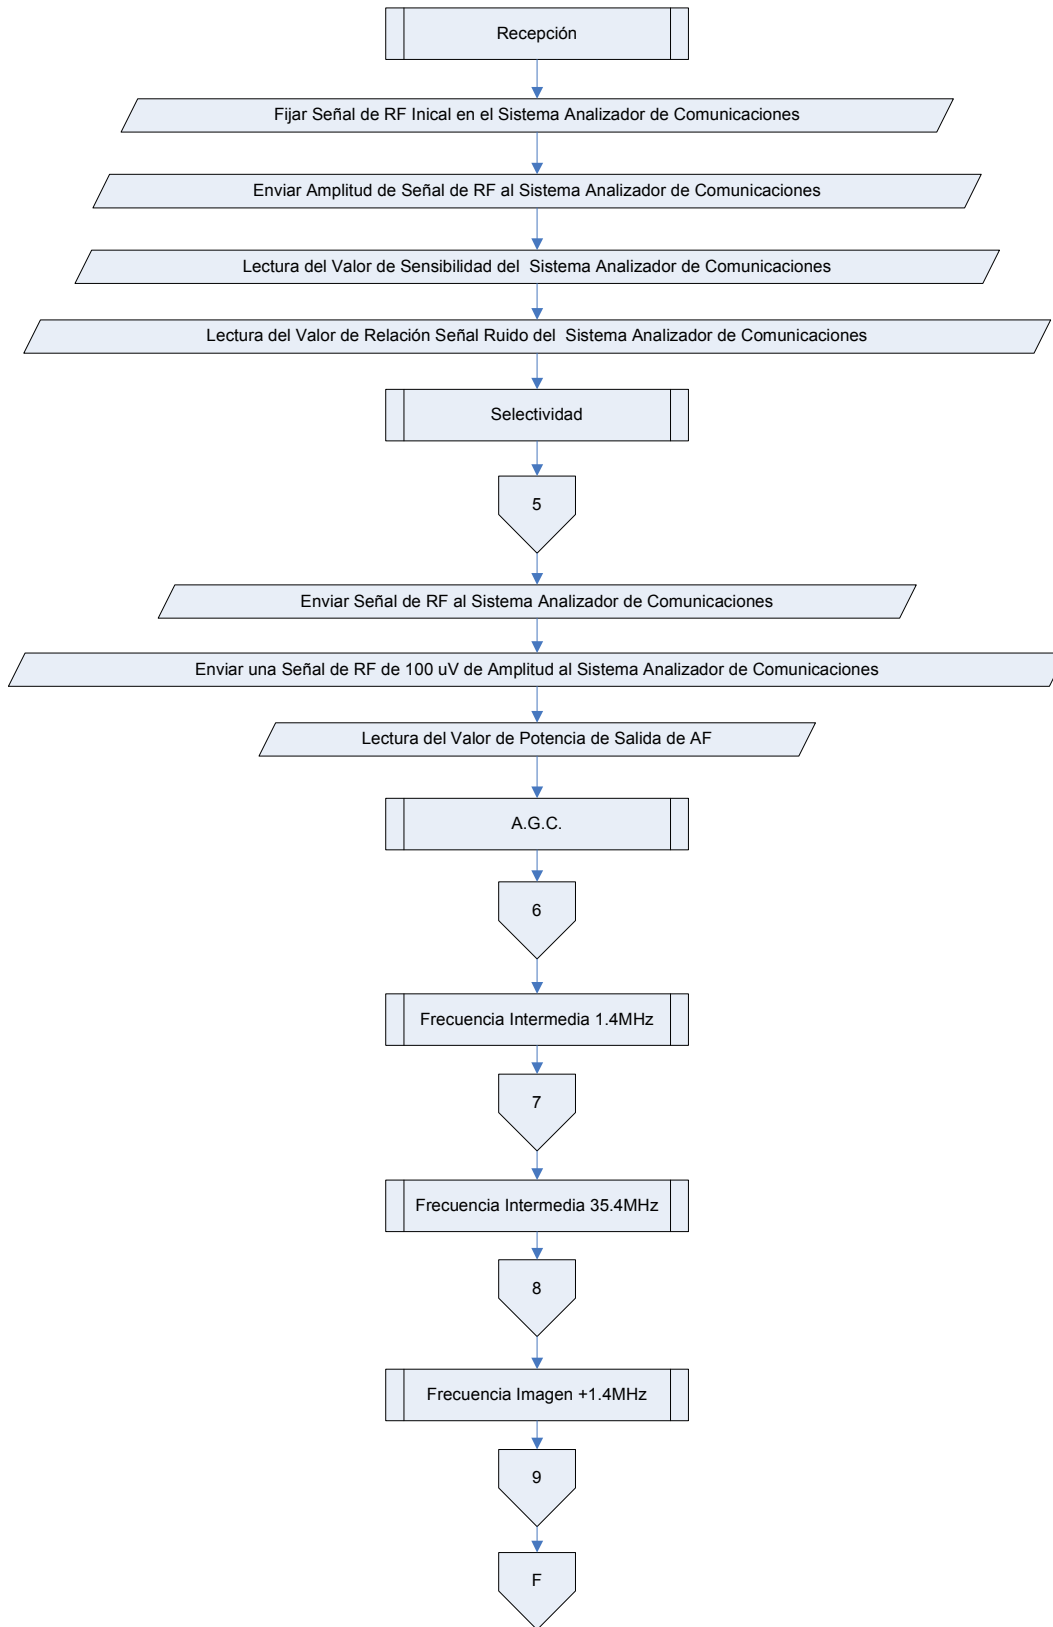 Recepción
Fijar Señal de RF Inical en el Sistema Analizador de Comunicaciones
Enviar Amplitud de Señal de RF al Sistema Analizador de Comunicaciones
Lectura del Valor de Sensibilidad del Sistema Analizador de Comunicaciones
Lectura del Valor de Relación Señal Ruido del Sistema Analizador de Comunicaciones
Selectividad
5
Enviar Señal de RF al Sistema Analizador de Comunicaciones
Enviar una Señal de RF de 100 uV de Amplitud al Sistema Analizador de Comunicaciones
Lectura del Valor de Potencia de Salida de AF
A.G.C.
6
Frecuencia Intermedia 1.4MHz
7
Frecuencia Intermedia 35.4MHz
8
Frecuencia Imagen +1.4MHz
9
F